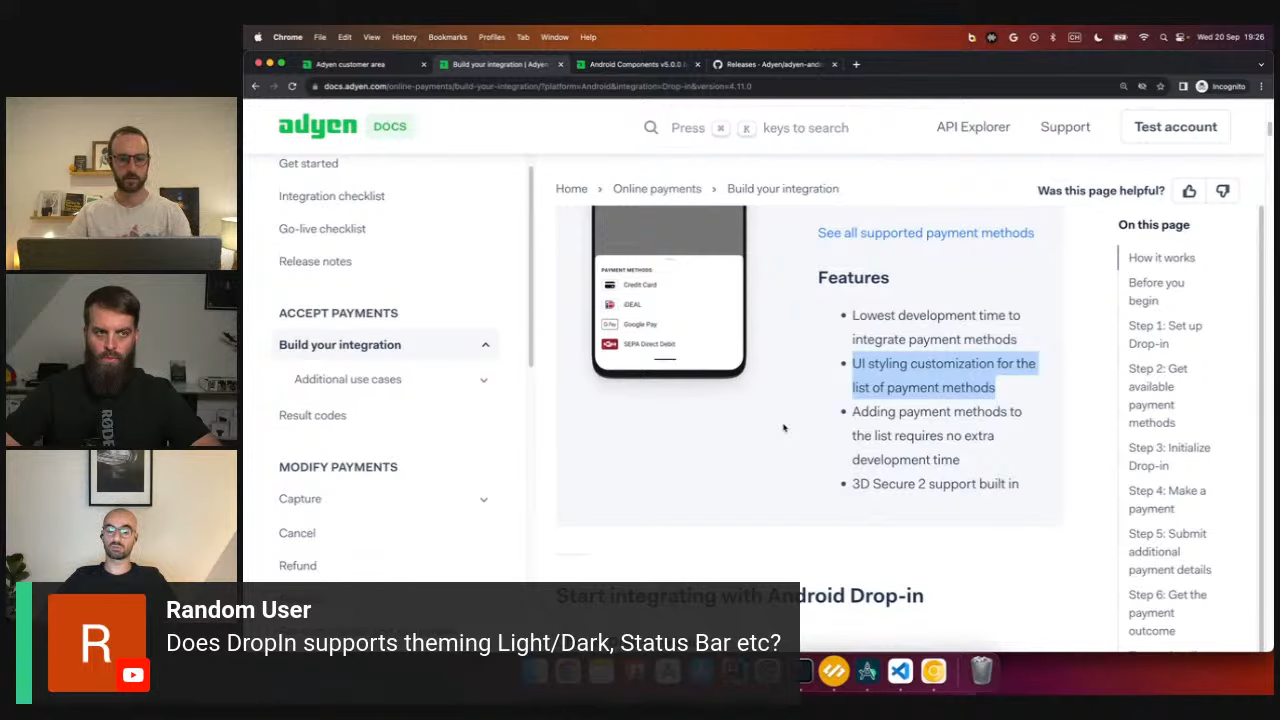 Chrome File Edit View History Bookmarks Profiles Tab Window Help
Wed 20 Sep 19:26
Adyen customer area
Build your integration | Adyen
Android Components v5.0.0 b
Releases · Adyen/adyen-and
docs.adyen.com/online-payments/build-your-integration/?platform=Android&integration=Drop-in&version=4.11.0
Incognito
adyen DOCS
Press ⌘ K keys to search
API Explorer
Support
Test account
Get started
Integration checklist
Go-live checklist
Release notes
ACCEPT PAYMENTS
Build your integration
Additional use cases
Result codes
MODIFY PAYMENTS
Capture
Cancel
Refund
Home > Online payments > Build your integration
Was this page helpful?
PAYMENT METHODS
Credit Card
iDEAL
G Pay Google Pay
SEPA Direct Debit
See all supported payment methods
Features
Lowest development time to
integrate payment methods
UI styling customization for the
list of payment methods
Adding payment methods to
the list requires no extra
development time
3D Secure 2 support built in
Start integrating with Android Drop-in
On this page
How it works
Before you
begin
Step 1: Set up
Drop-in
Step 2: Get
available
payment
methods
Step 3: Initialize
Drop-in
Step 4: Make a
payment
Step 5: Submit
additional
payment details
Step 6: Get the
payment
outcome
RØDE
R
Random User
Does DropIn supports theming Light/Dark, Status Bar etc?